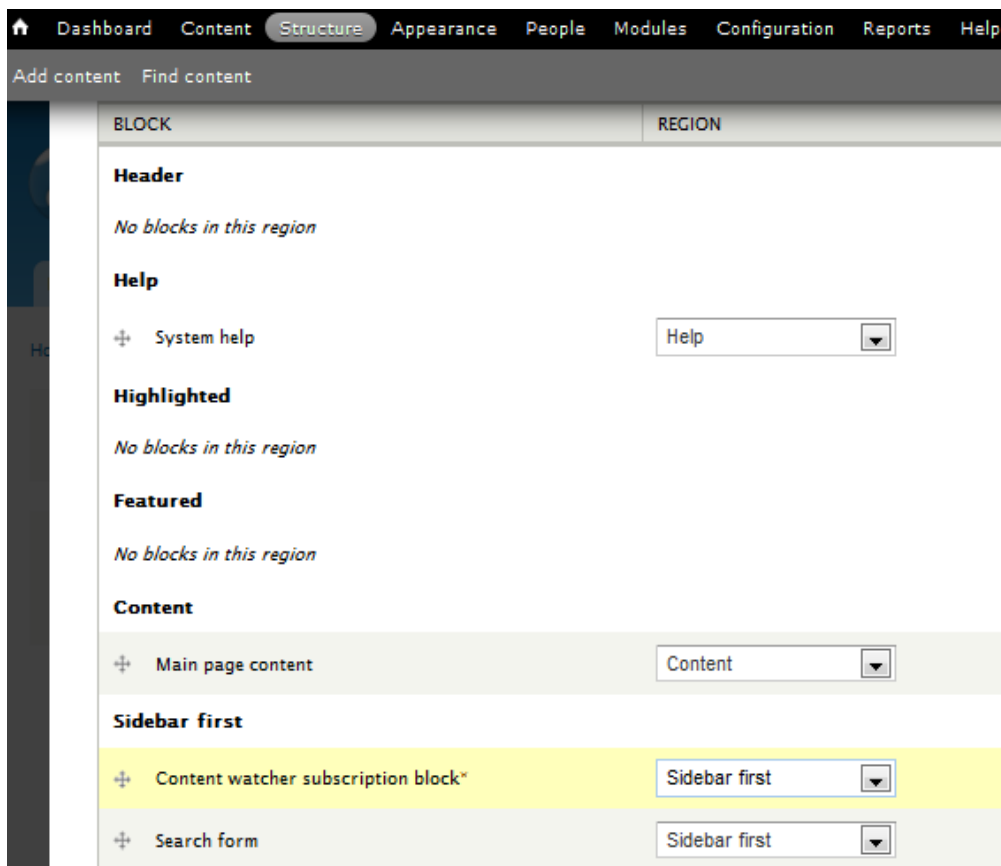 Dashboard Content Structure Appearance People Modules Configuration Reports Help
Add content Find content
BLOCK REGION
Header
No blocks in this region
Help
System help Help
Highlighted
No blocks in this region
Featured
No blocks in this region
Content
Main page content Content
Sidebar first
Content watcher subscription block* Sidebar first
Search form Sidebar first